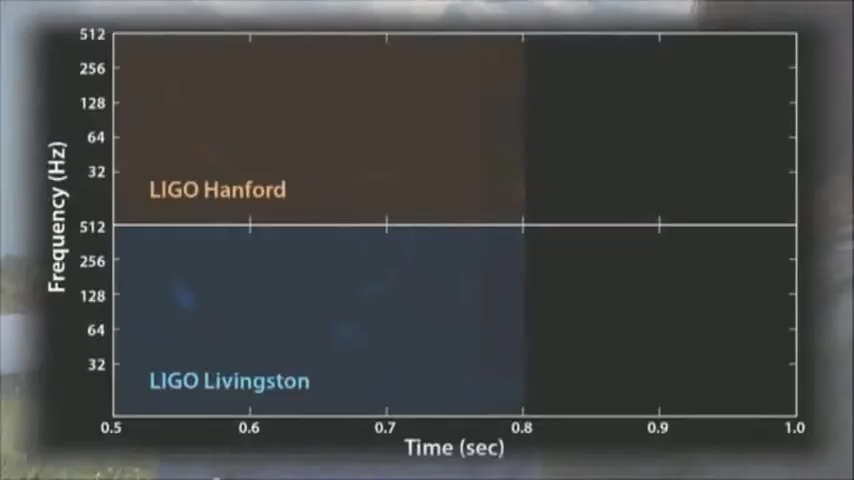 512
256
128
64
32
LIGO Hanford
512
256
128
64
32
LIGO Livingston
Frequency (Hz)
0.5 0.6 0.7 0.8 0.9 1.0
Time (sec)